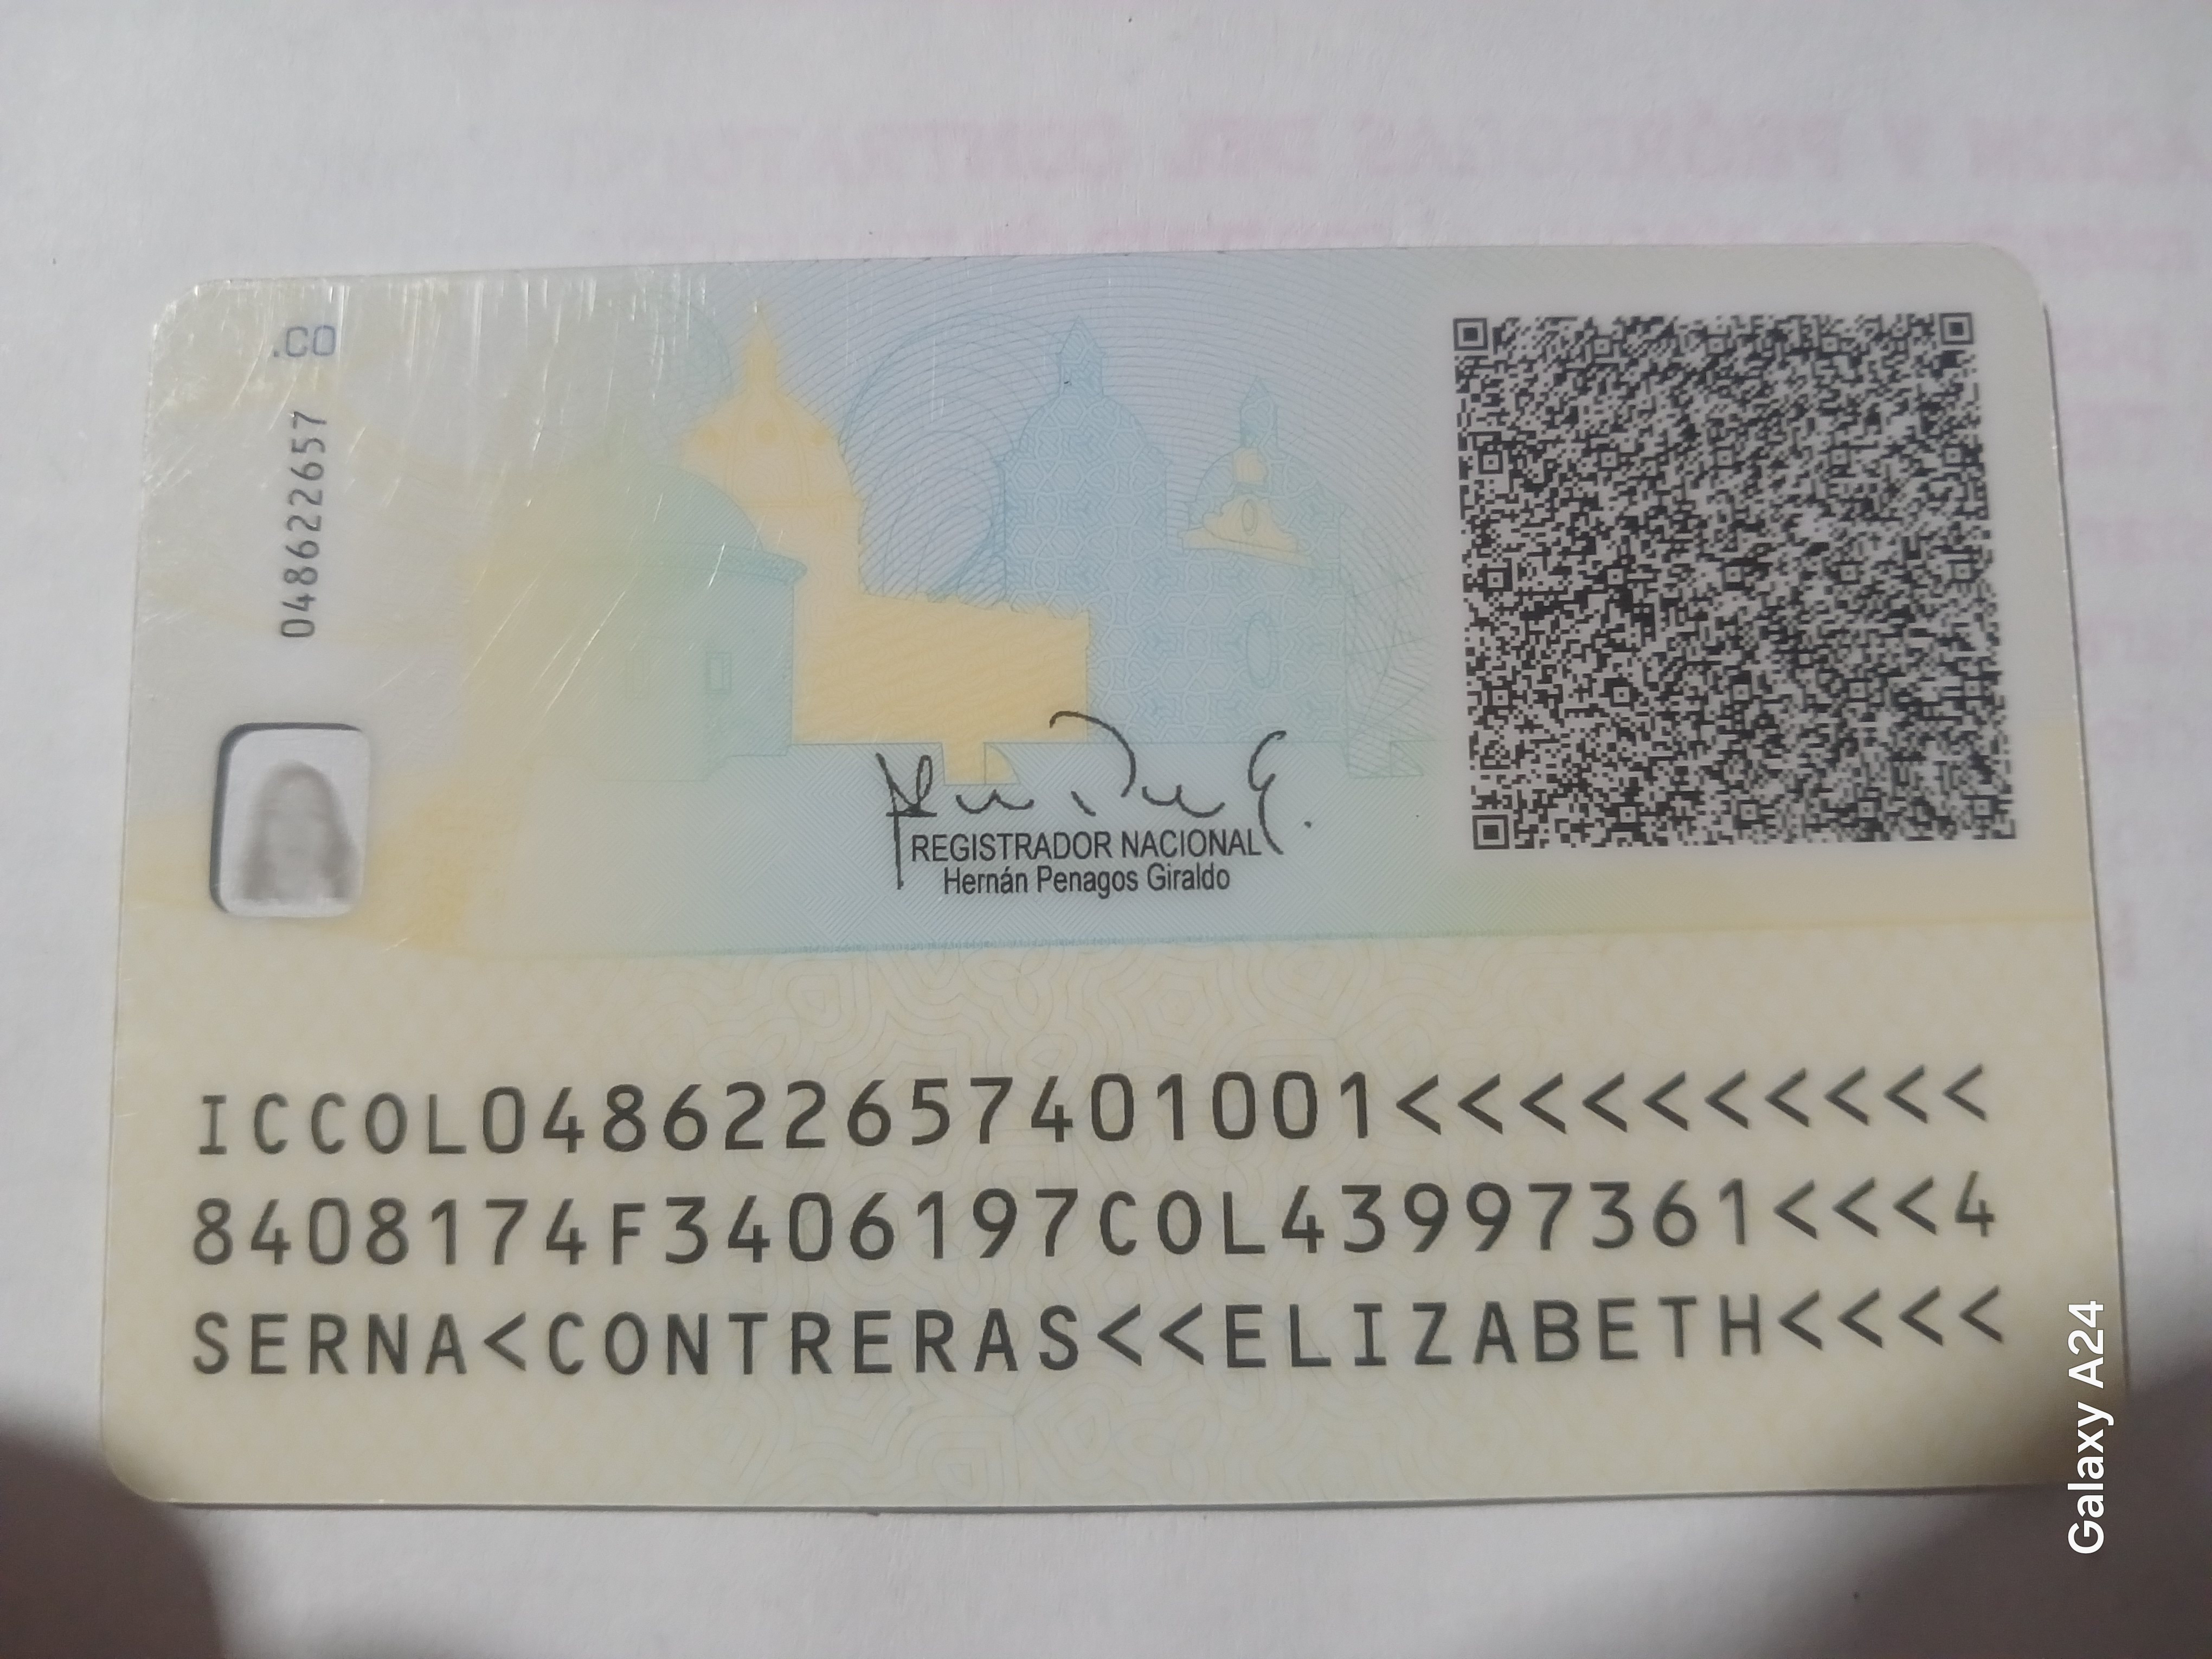 .CO
048622657
REGISTRADOR NACIONAL
Hernán Penagos Giraldo
ICCOL048622657401001<<<<<<<<<<
8408174F3406197COL43997361<<<4
SERNA<CONTRERAS<<ELIZABETH<<<<
Galaxy A24